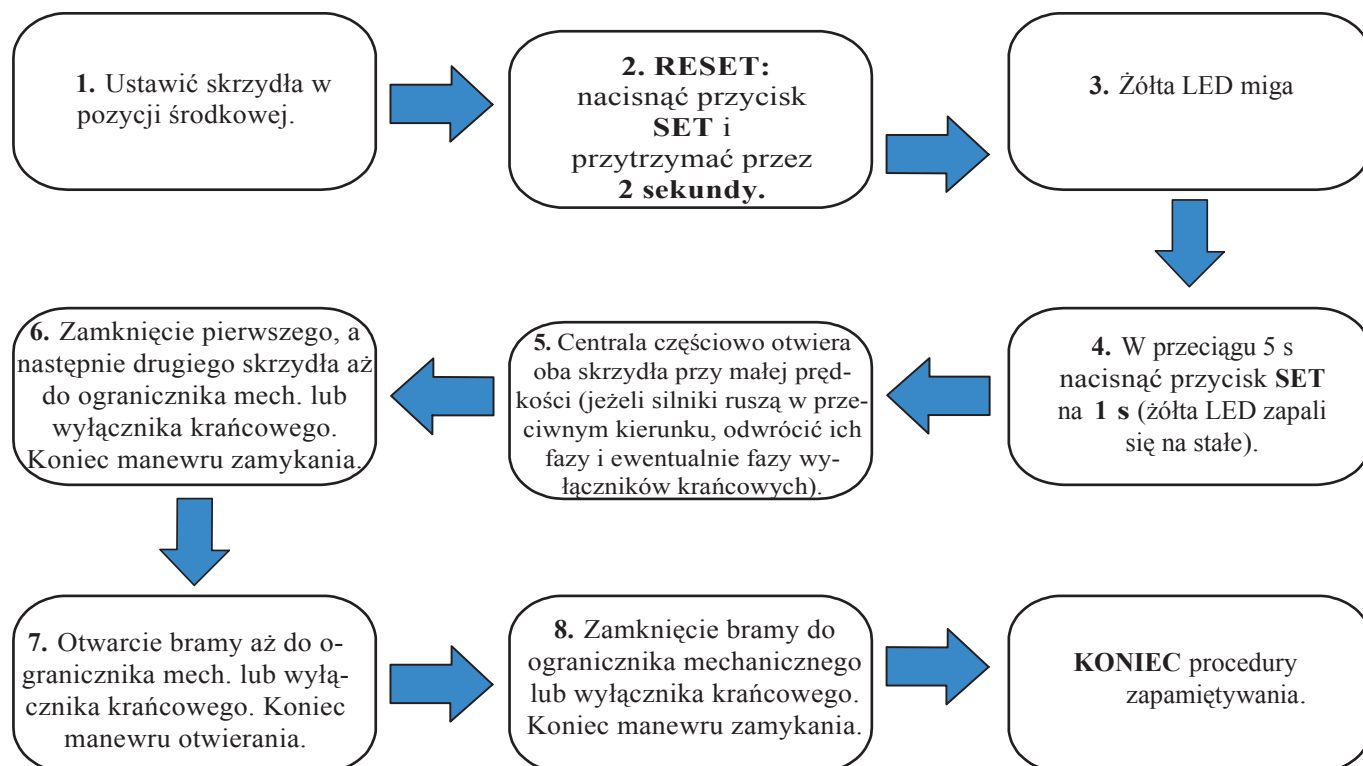 1. Ustawić skrzydła w
pozycji środkowej.
2. RESET:
nacisnąć przycisk
SET i
przytrzymać przez
2 sekundy.
3. Żółta LED miga
4. W przeciągu 5 s
nacisnąć przycisk SET
na 1 s (żółta LED zapali
się na stałe).
5. Centrala częściowo otwiera
oba skrzydła przy małej pręd-
kości (jeżeli silniki ruszą w prze-
ciwnym kierunku, odwrócić ich
fazy i ewentualnie fazy wy-
łączników krańcowych).
6. Zamknięcie pierwszego, a
następnie drugiego skrzydła aż
do ogranicznika mech. lub
wyłącznika krańcowego.
Koniec manewru zamykania.
7. Otwarcie bramy aż do o-
granicznika mech. lub wyłą-
cznika krańcowego. Koniec
manewru otwierania.
8. Zamknięcie bramy do
ogranicznika mechanicznego
lub wyłącznika krańcowego.
Koniec manewru zamykania.
KONIEC procedury
zapamiętywania.